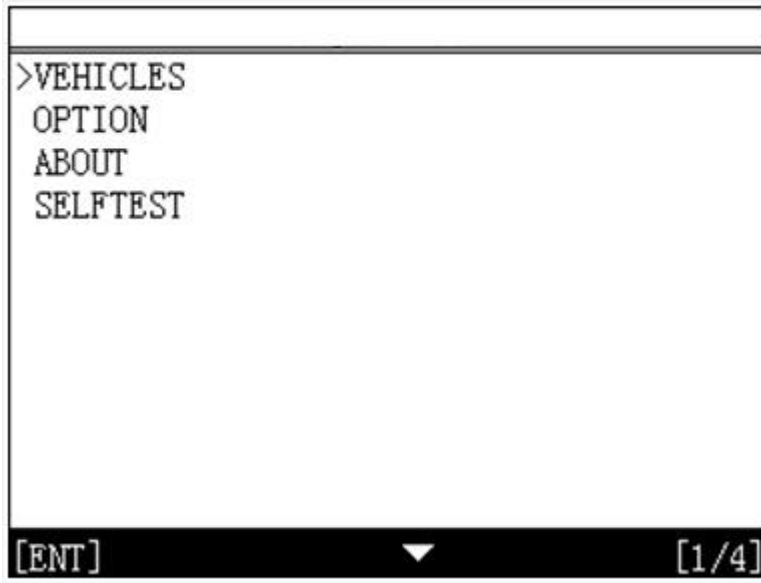 >VEHICLES
OPTION
ABOUT
SELFTEST
[ENT] [1/4]